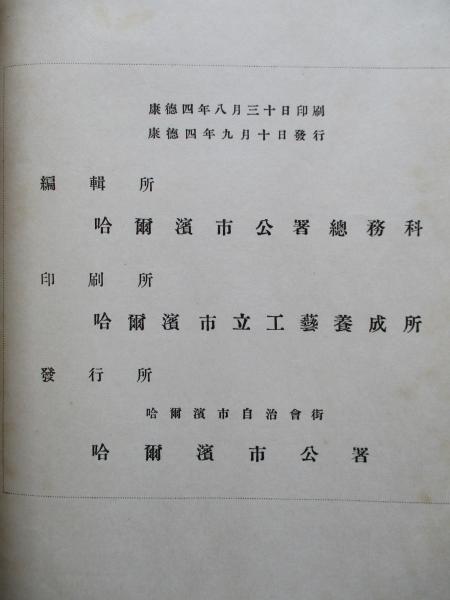 康德四年八月三十日印刷
康德四年九月十日發行
編輯所
哈爾濱市公署總務科
印刷所
哈爾濱市立工藝養成所
發行所
哈爾濱市自治會街
哈爾濱市公署